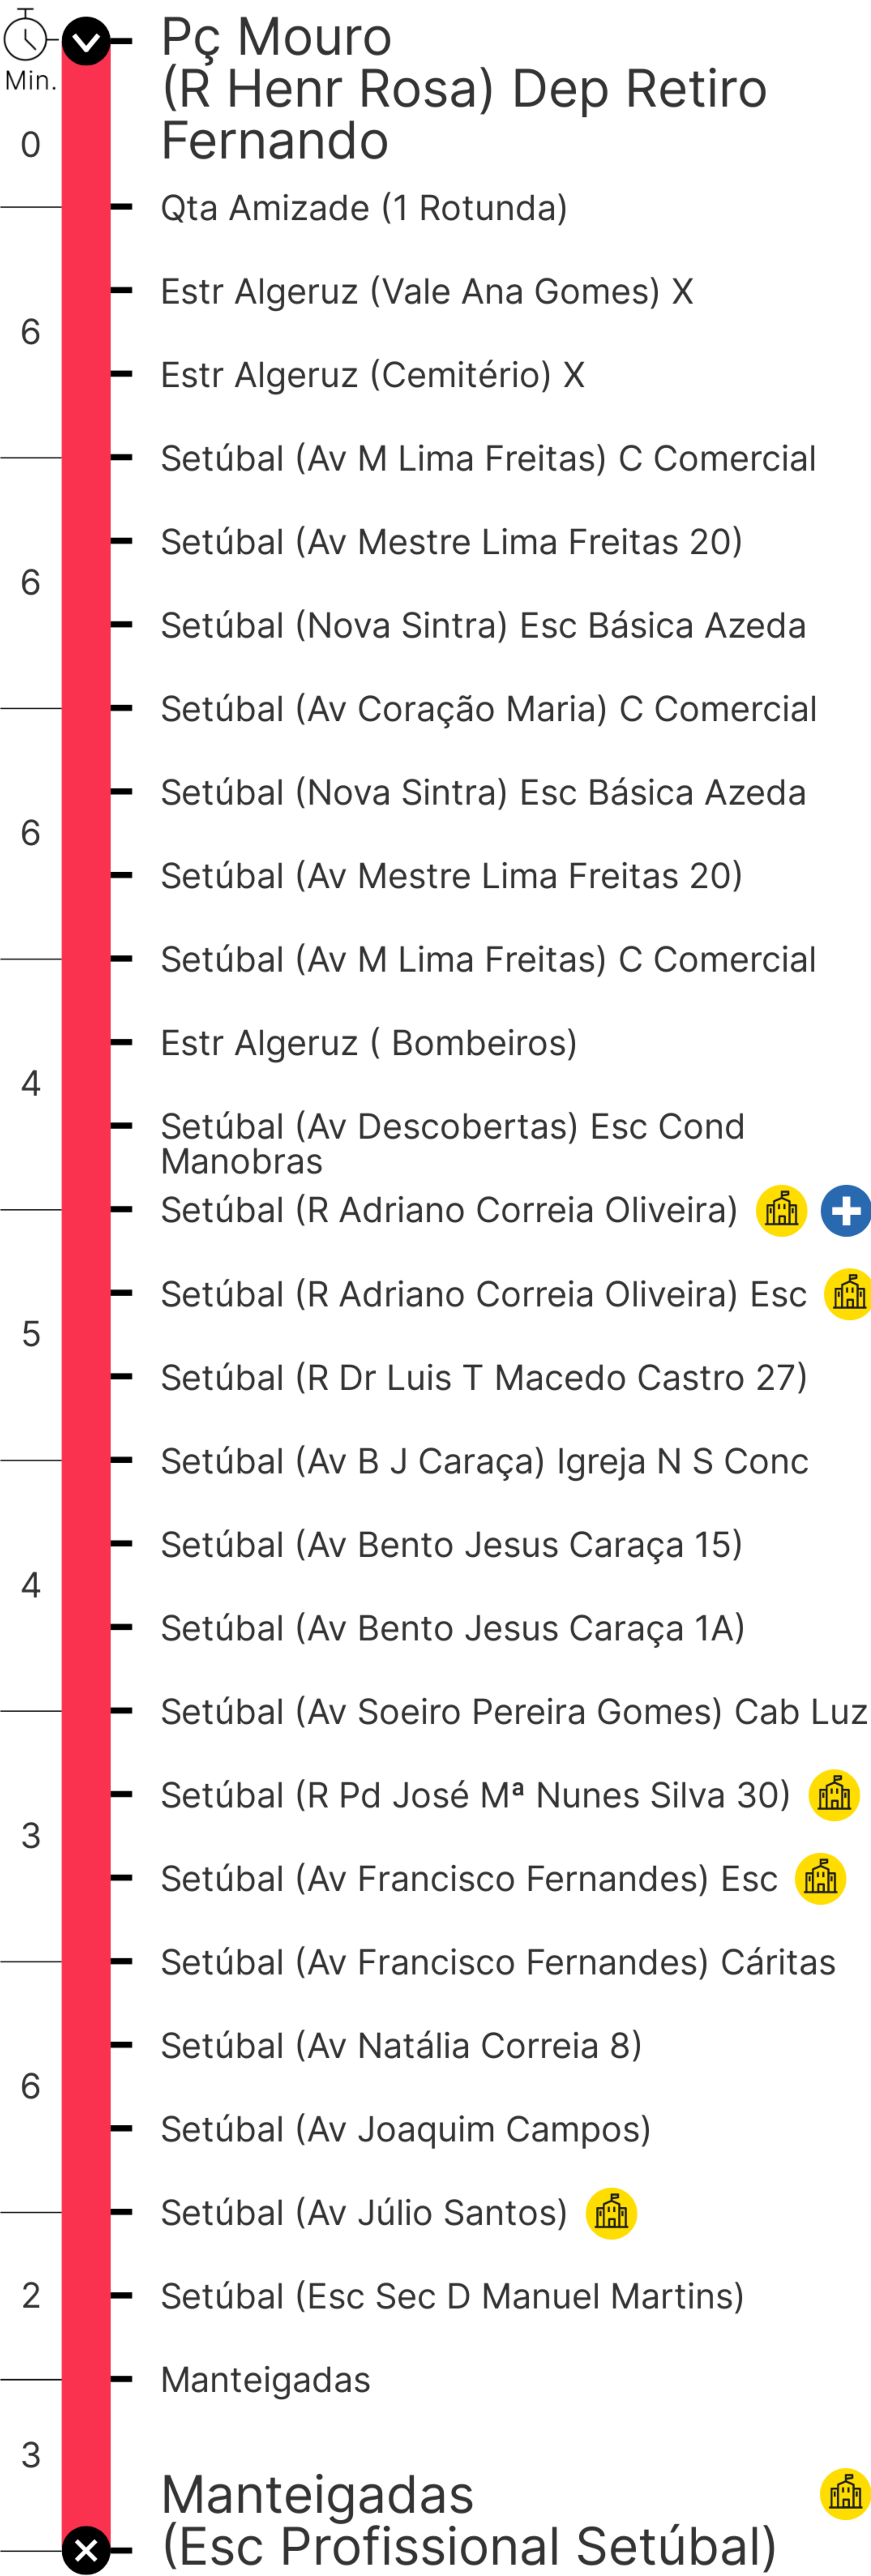 Pç Mouro
(R Henr Rosa) Dep Retiro
Min.
Fernando
0
Qta Amizade (1 Rotunda)
Estr Algeruz (Vale Ana Gomes) X
6
Estr Algeruz (Cemitério) X
Setúbal (Av M Lima Freitas) C Comercial
Setúbal (Av Mestre Lima Freitas 20)
6
Setúbal (Nova Sintra) Esc Básica Azeda
Setúbal (Av Coração Maria) C Comercial
Setúbal (Nova Sintra) Esc Básica Azeda
6
Setúbal (Av Mestre Lima Freitas 20)
Setúbal (Av M Lima Freitas) C Comercial
Estr Algeruz ( Bombeiros)
4
Setúbal (Av Descobertas) Esc Cond
Manobras
Setúbal (R Adriano Correia Oliveira)
Setúbal (R Adriano Correia Oliveira) Esc
5
Setúbal (R Dr Luis T Macedo Castro 27)
Setúbal (Av B J Caraça) Igreja N S Conc
Setúbal (Av Bento Jesus Caraça 15)
4
Setúbal (Av Bento Jesus Caraça 1A)
Setúbal (Av Soeiro Pereira Gomes) Cab Luz
Setúbal (R Pd José Mª Nunes Silva 30)
3
Setúbal (Av Francisco Fernandes) Esc
Setúbal (Av Francisco Fernandes) Cáritas
Setúbal (Av Natália Correia 8)
6
Setúbal (Av Joaquim Campos)
Setúbal (Av Júlio Santos)
2
Setúbal (Esc Sec D Manuel Martins)
Manteigadas
3
Manteigadas
(Esc Profissional Setúbal)